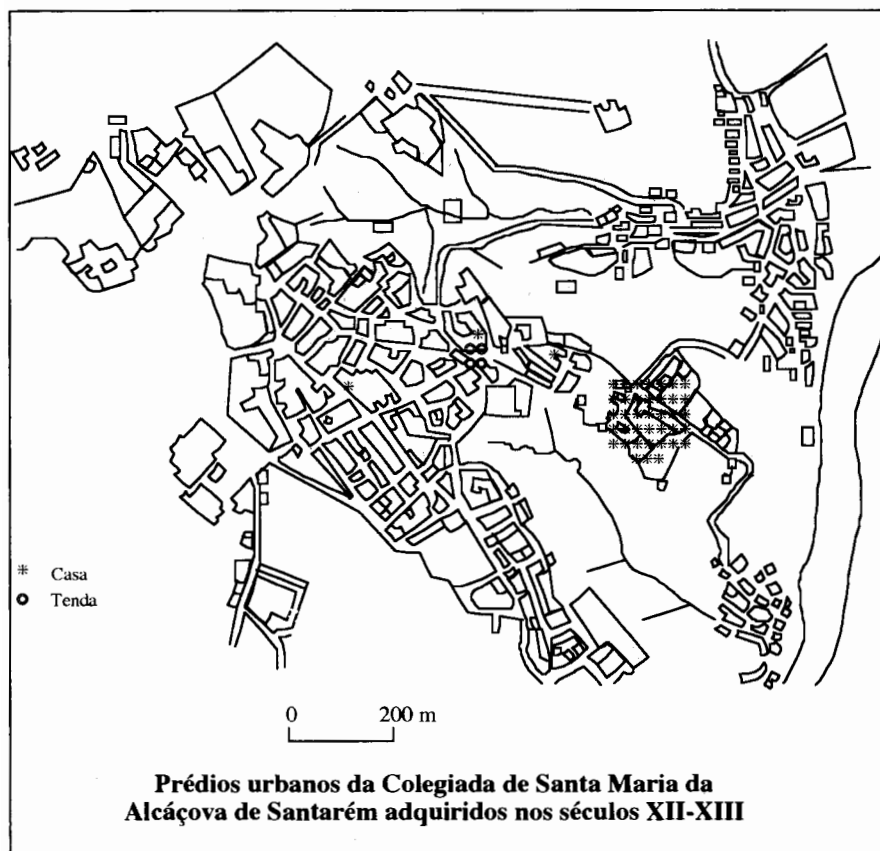 Casa
Tenda
0 200 m
Prédios urbanos da Colegiada de Santa Maria da
Alcáçova de Santarém adquiridos nos séculos XII-XIII